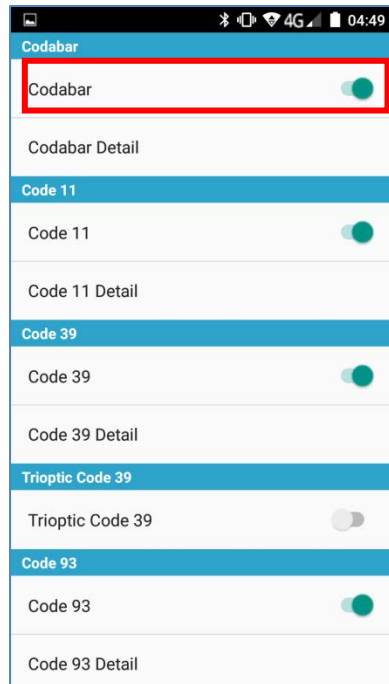 4G 04:49
Codabar
Codabar
Codabar Detail
Code 11
Code 11
Code 11 Detail
Code 39
Code 39
Code 39 Detail
Trioptic Code 39
Trioptic Code 39
Code 93
Code 93
Code 93 Detail